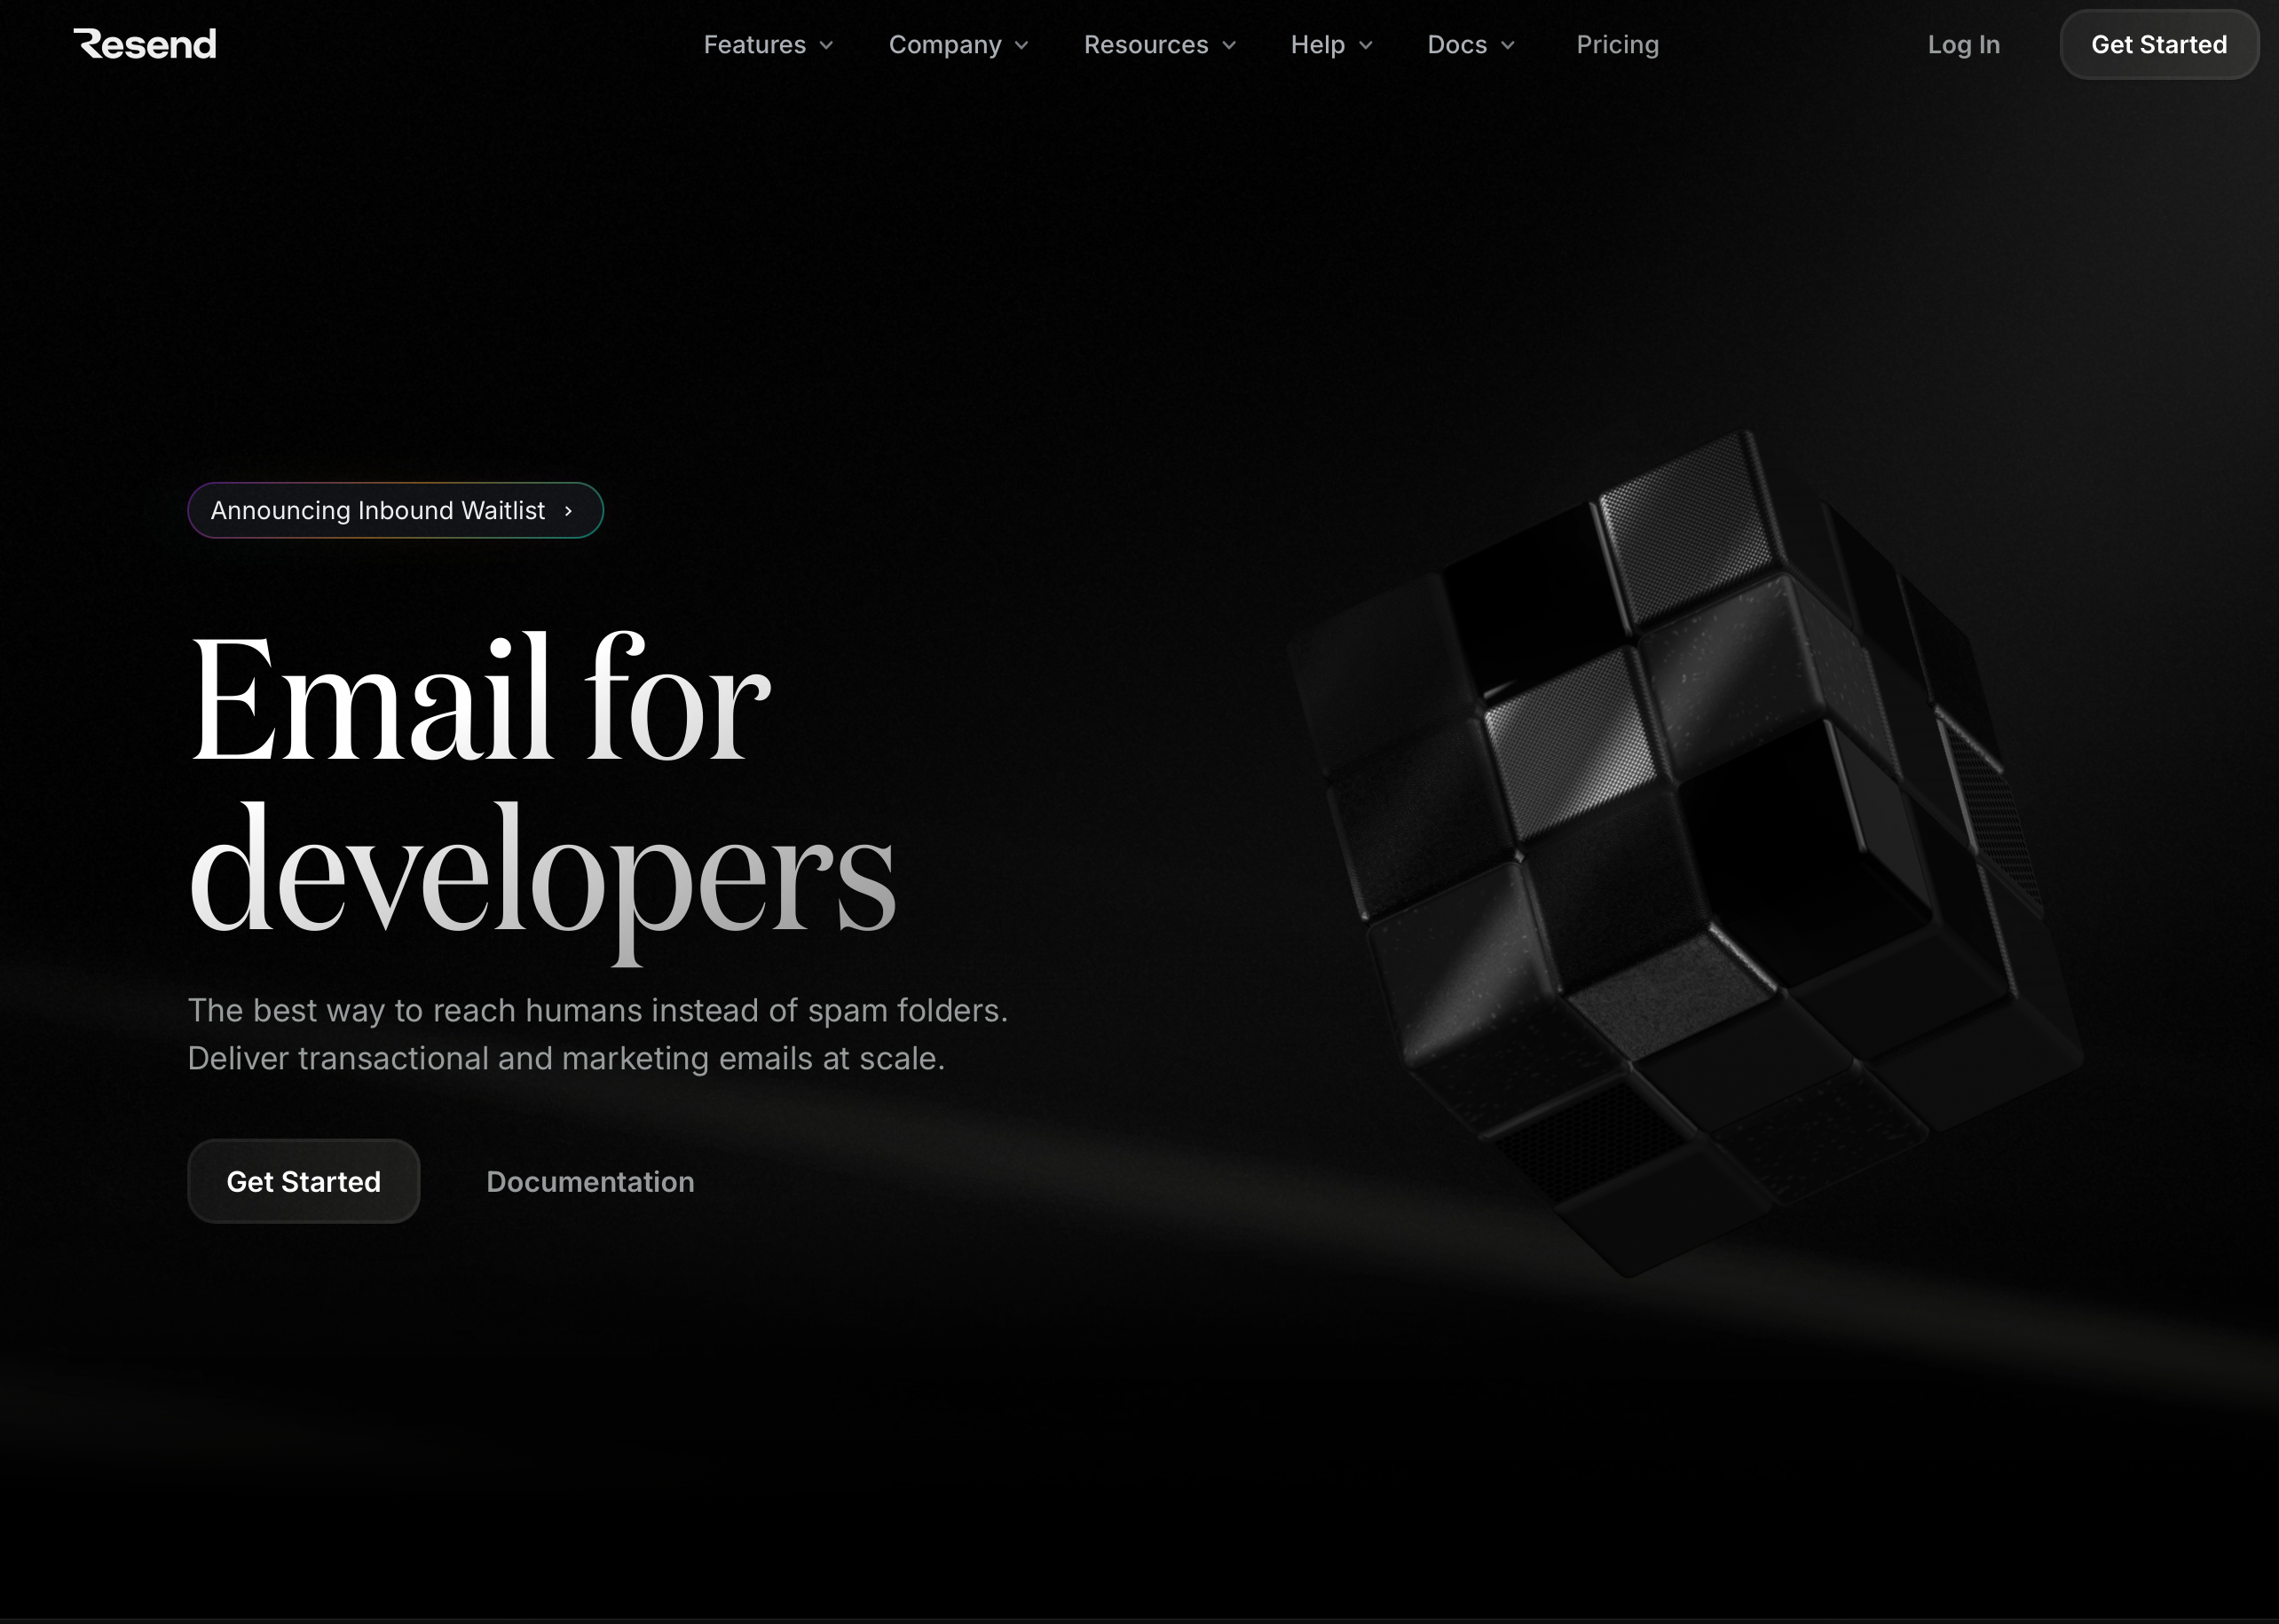 Resend
Features
Company
Resources
Help
Docs
Pricing
Log In
Get Started
Announcing Inbound Waitlist
Email for
developers
The best way to reach humans instead of spam folders.
Deliver transactional and marketing emails at scale.
Get Started
Documentation